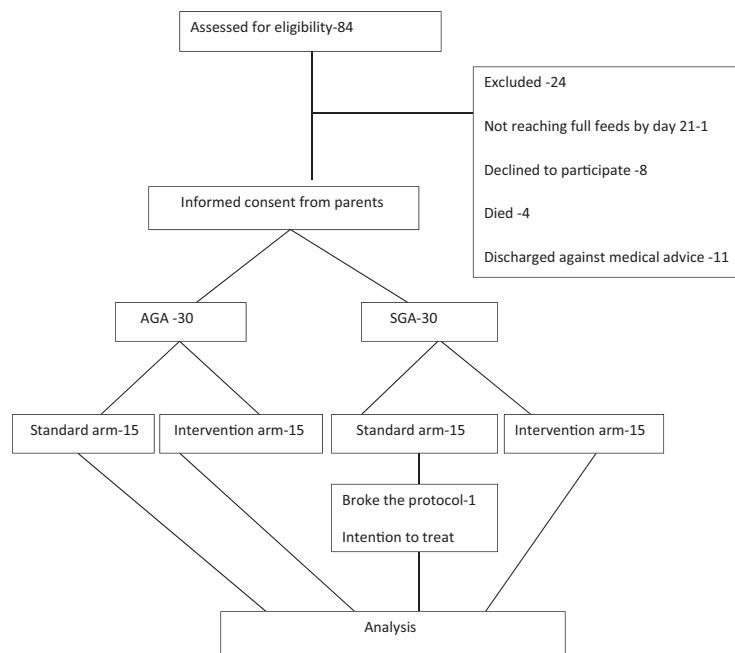 Assessed for eligibility-84
Excluded -24
Not reaching full feeds by day 21-1
Declined to participate -8
Died -4
Discharged against medical advice -11
Informed consent from parents
AGA -30
SGA-30
Standard arm-15
Intervention arm-15
Standard arm-15
Intervention arm-15
Broke the protocol-1
Intention to treat
Analysis